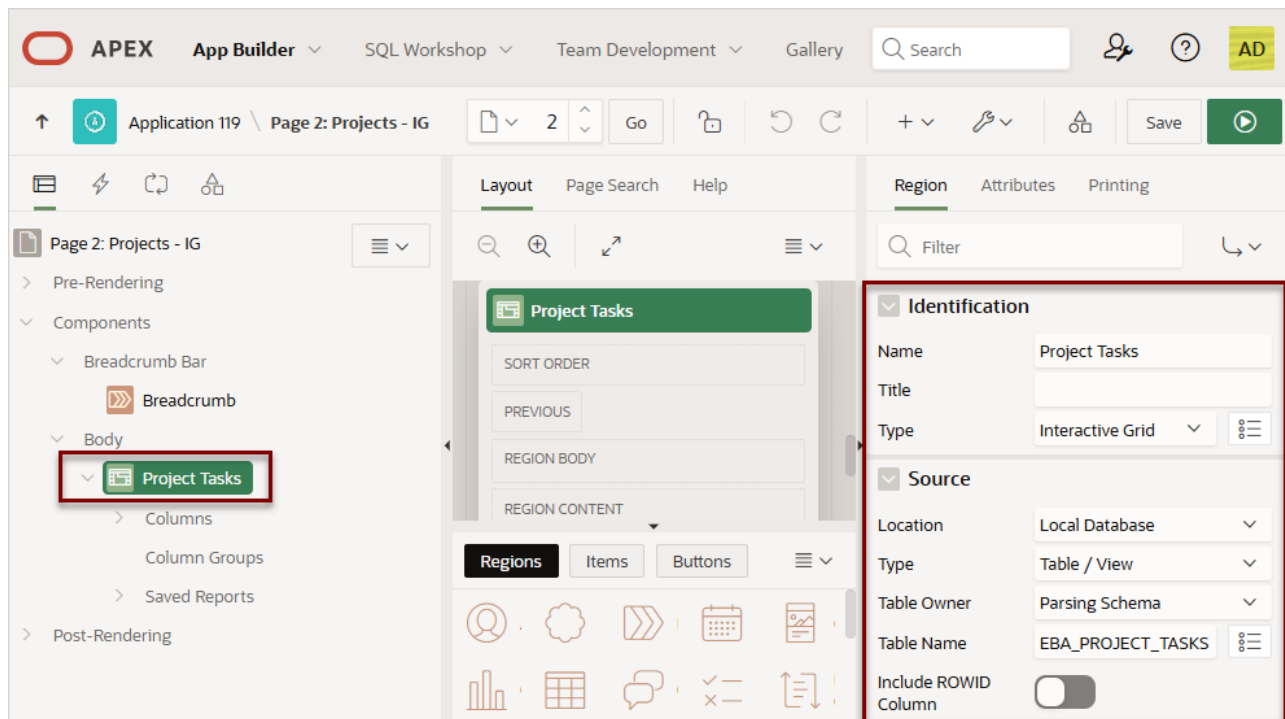 APEX App Builder SQL Workshop Team Development Gallery Search AD
Application 119 \ Page 2: Projects - IG 2 Go Save
Layout Page Search Help
Region Attributes Printing
Page 2: Projects - IG
Filter
Pre-Rendering
Components
Breadcrumb Bar
Breadcrumb
Body
Project Tasks
Columns
Column Groups
Saved Reports
Post-Rendering
Project Tasks
SORT ORDER
PREVIOUS
REGION BODY
REGION CONTENT
Regions Items Buttons
Identification
Name Project Tasks
Title
Type Interactive Grid
Source
Location Local Database
Type Table / View
Table Owner Parsing Schema
Table Name EBA_PROJECT_TASKS
Include ROWID
Column